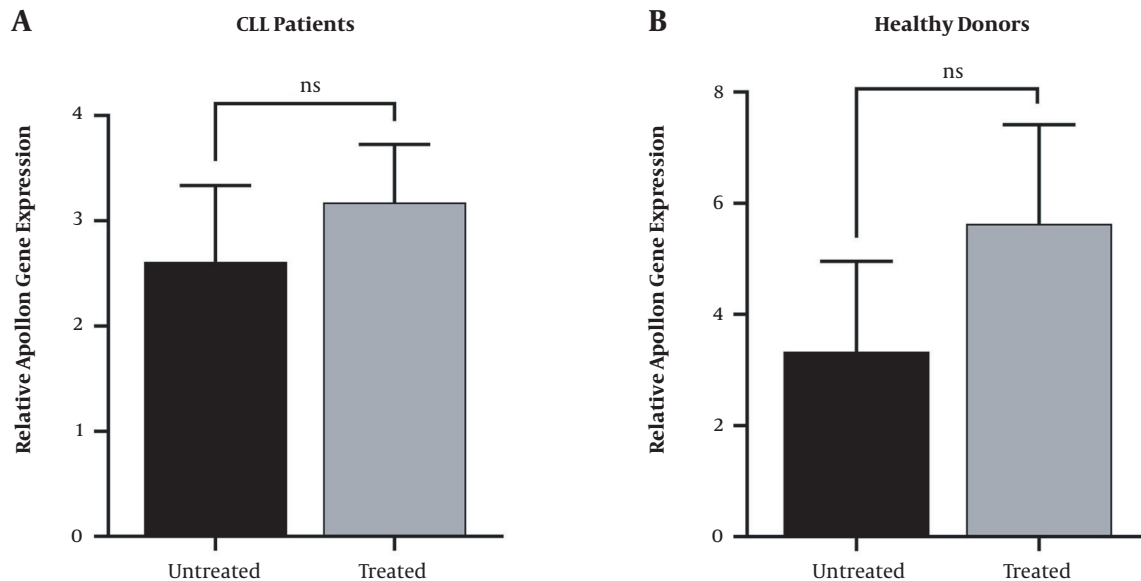 A
CLL Patients
ns
Relative Apollon Gene Expression
4
3
2
1
0
Untreated
Treated
B
Healthy Donors
ns
Relative Apollon Gene Expression
8
6
4
2
0
Untreated
Treated